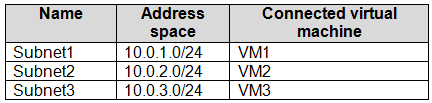 Name Address space Connected virtual machine
Subnet1 10.0.1.0/24 VM1
Subnet2 10.0.2.0/24 VM2
Subnet3 10.0.3.0/24 VM3